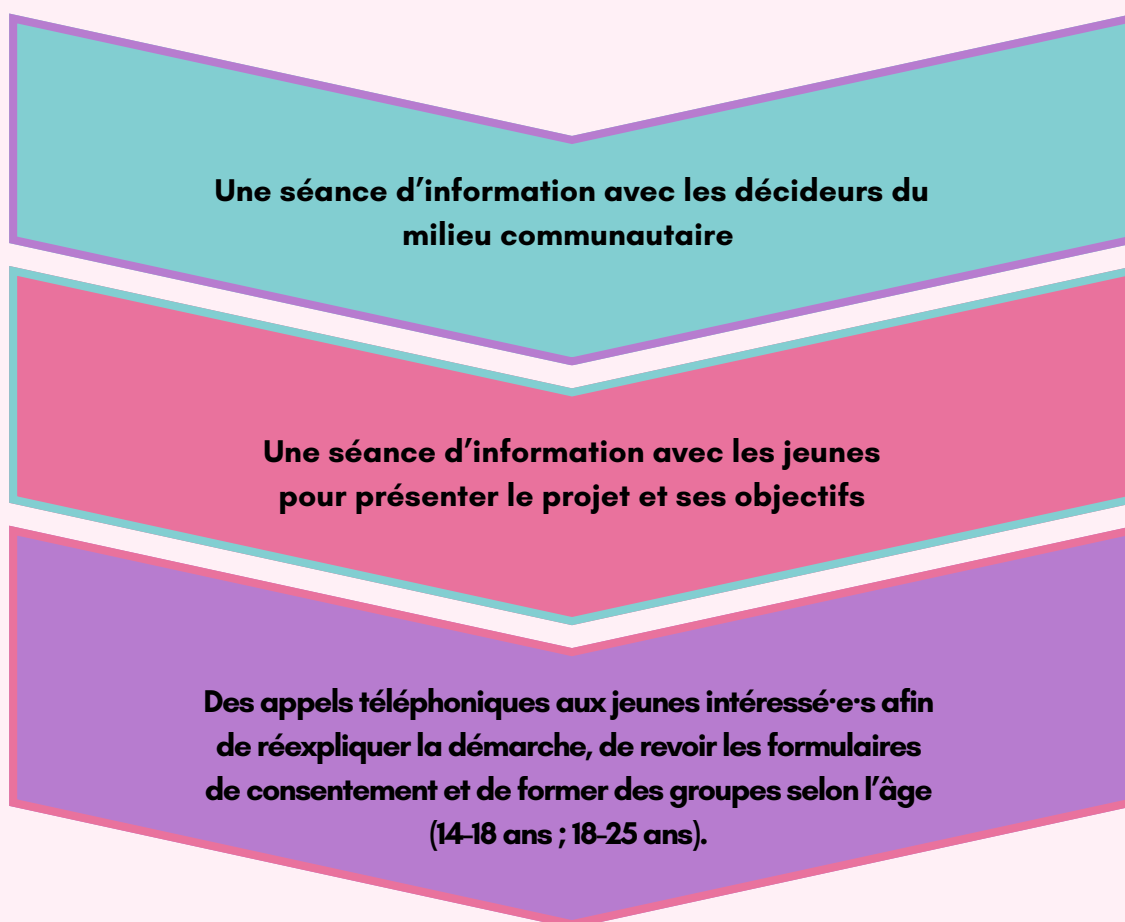 Une séance d’information avec les décideurs du
milieu communautaire
Une séance d’information avec les jeunes
pour présenter le projet et ses objectifs
Des appels téléphoniques aux jeunes intéressé·e·s afin
de réexpliquer la démarche, de revoir les formulaires
de consentement et de former des groupes selon l’âge
(14-18 ans ; 18-25 ans).